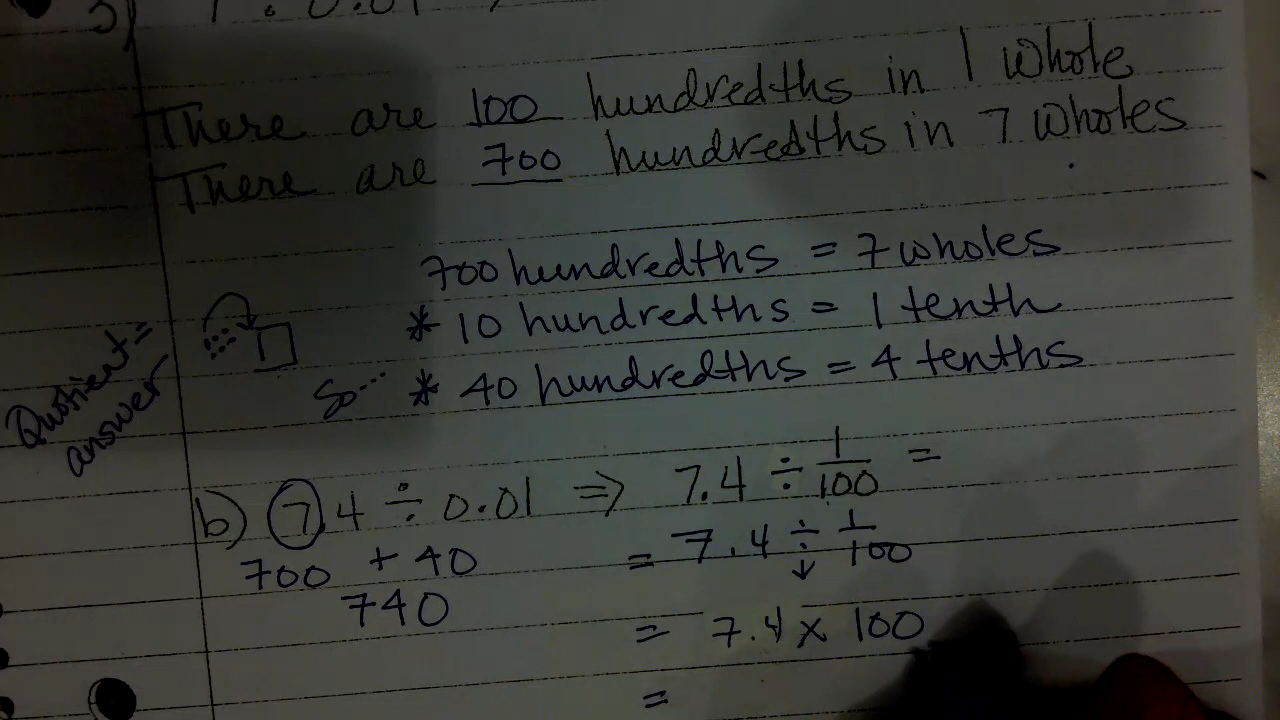 There are 100 hundredths in 1 whole
There are 700 hundredths in 7 wholes
700 hundredths = 7 wholes
* 10 hundredths = 1 tenth
So... * 40 hundredths = 4 tenths
Quotient =
answer
b) 7.4 ÷ 0.01 ⇒ 7.4 ÷ 1/100 =
700 + 40
= 7.4 ÷ 1/100
740
= 7.4 x 100
=